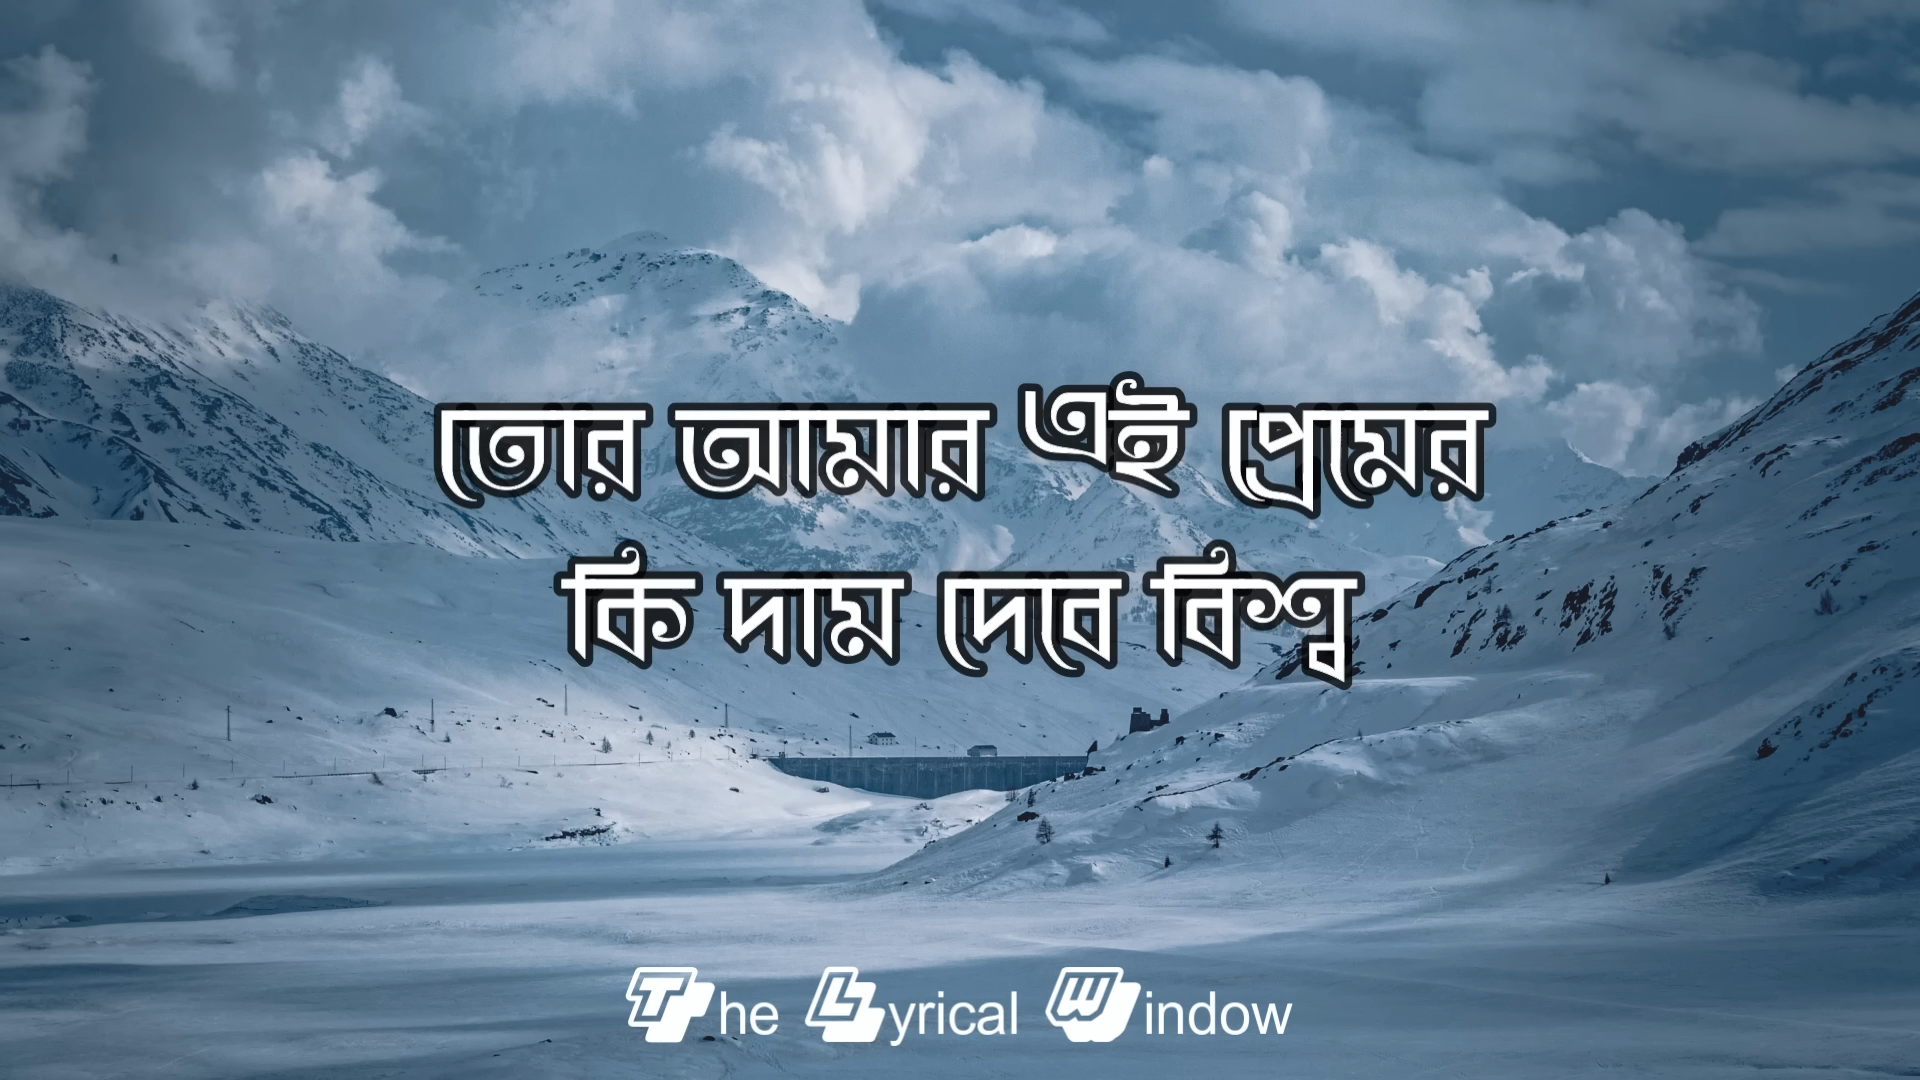 তোর আমার এই প্রেমের
কি দাম দেবে বিশ্ব
The Lyrical Window